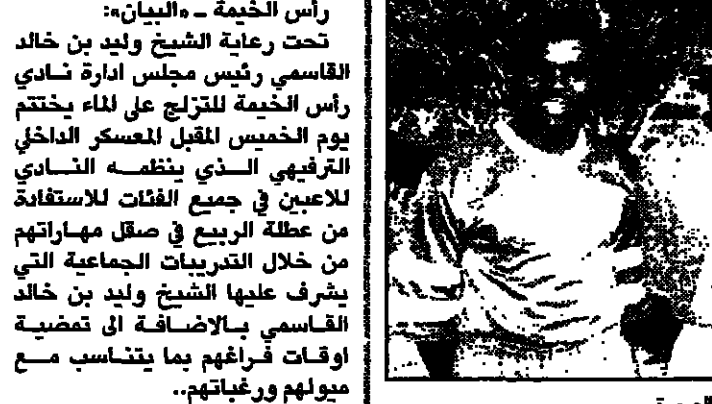 رأس الخيمة ــ «البيان»:
تحت رعاية الشيخ وليد بن خالد
القاسمي رئيس مجلس ادارة نادي
رأس الخيمة للتزلج على الماء يختتم
يوم الخميس المقبل المعسكر الداخلي
الترفيهي الذي ينظمه النادي
للاعبين في جميع الفئات للاستفادة
من عطلة الربيع في صقل مهاراتهم
من خلال التدريبات الجماعية التي
يشرف عليها الشيخ وليد بن خالد
القاسمي بالاضافة الى تمضية
اوقات فراغهم بما يتناسب مع
ميولهم ورغباتهم..